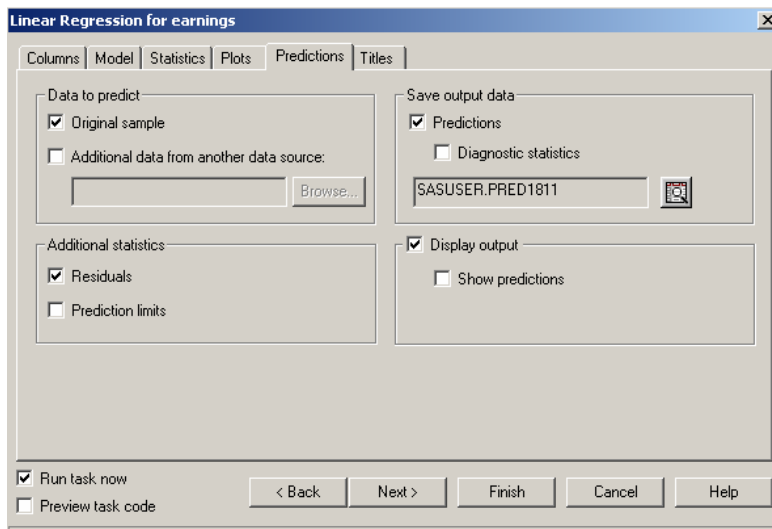 Linear Regression for earnings
Columns Model Statistics Plots Predictions Titles
Data to predict
Original sample
Additional data from another data source:
Browse...
Additional statistics
Residuals
Prediction limits
Save output data
Predictions
Diagnostic statistics
SASUSER.PRED1811
Display output
Show predictions
Run task now
Preview task code
< Back Next > Finish Cancel Help